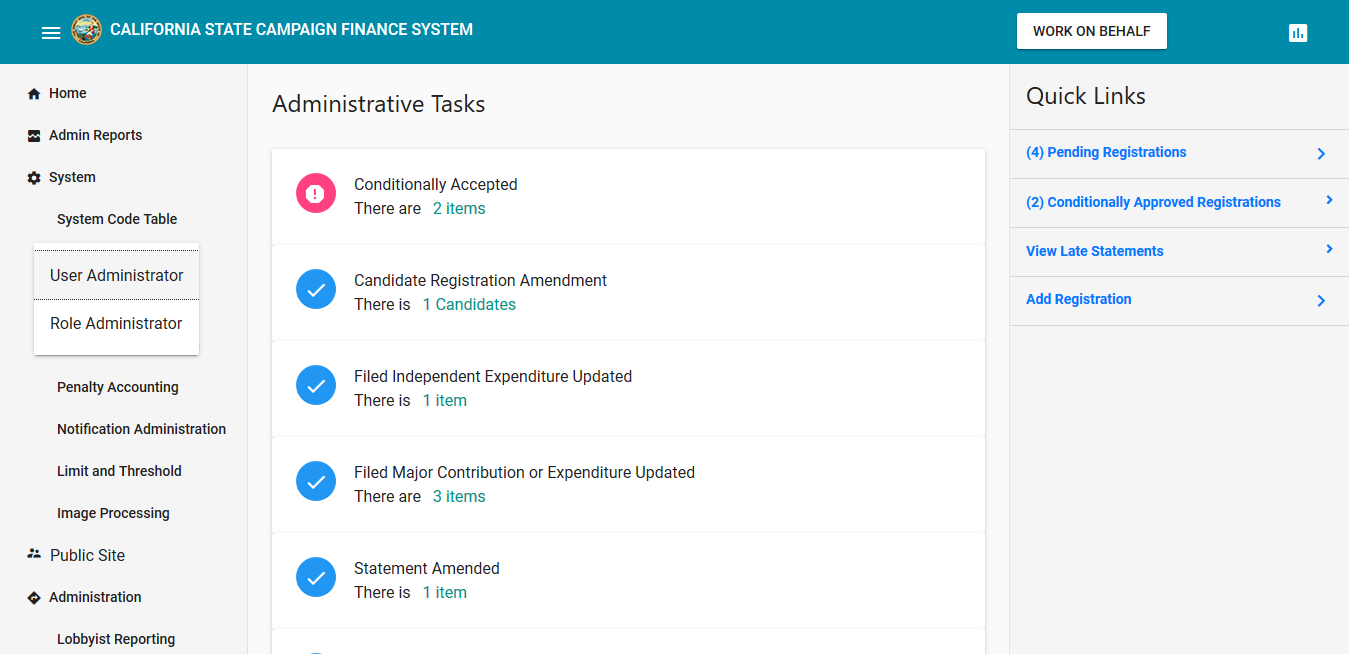 CALIFORNIA STATE CAMPAIGN FINANCE SYSTEM
WORK ON BEHALF
Home
Admin Reports
System
System Code Table
User Administrator
Role Administrator
Penalty Accounting
Notification Administration
Limit and Threshold
Image Processing
Public Site
Administration
Lobbyist Reporting
Administrative Tasks
Conditionally Accepted
There are 2 items
Candidate Registration Amendment
There is 1 Candidates
Filed Independent Expenditure Updated
There is 1 item
Filed Major Contribution or Expenditure Updated
There are 3 items
Statement Amended
There is 1 item
Quick Links
(4) Pending Registrations
(2) Conditionally Approved Registrations
View Late Statements
Add Registration